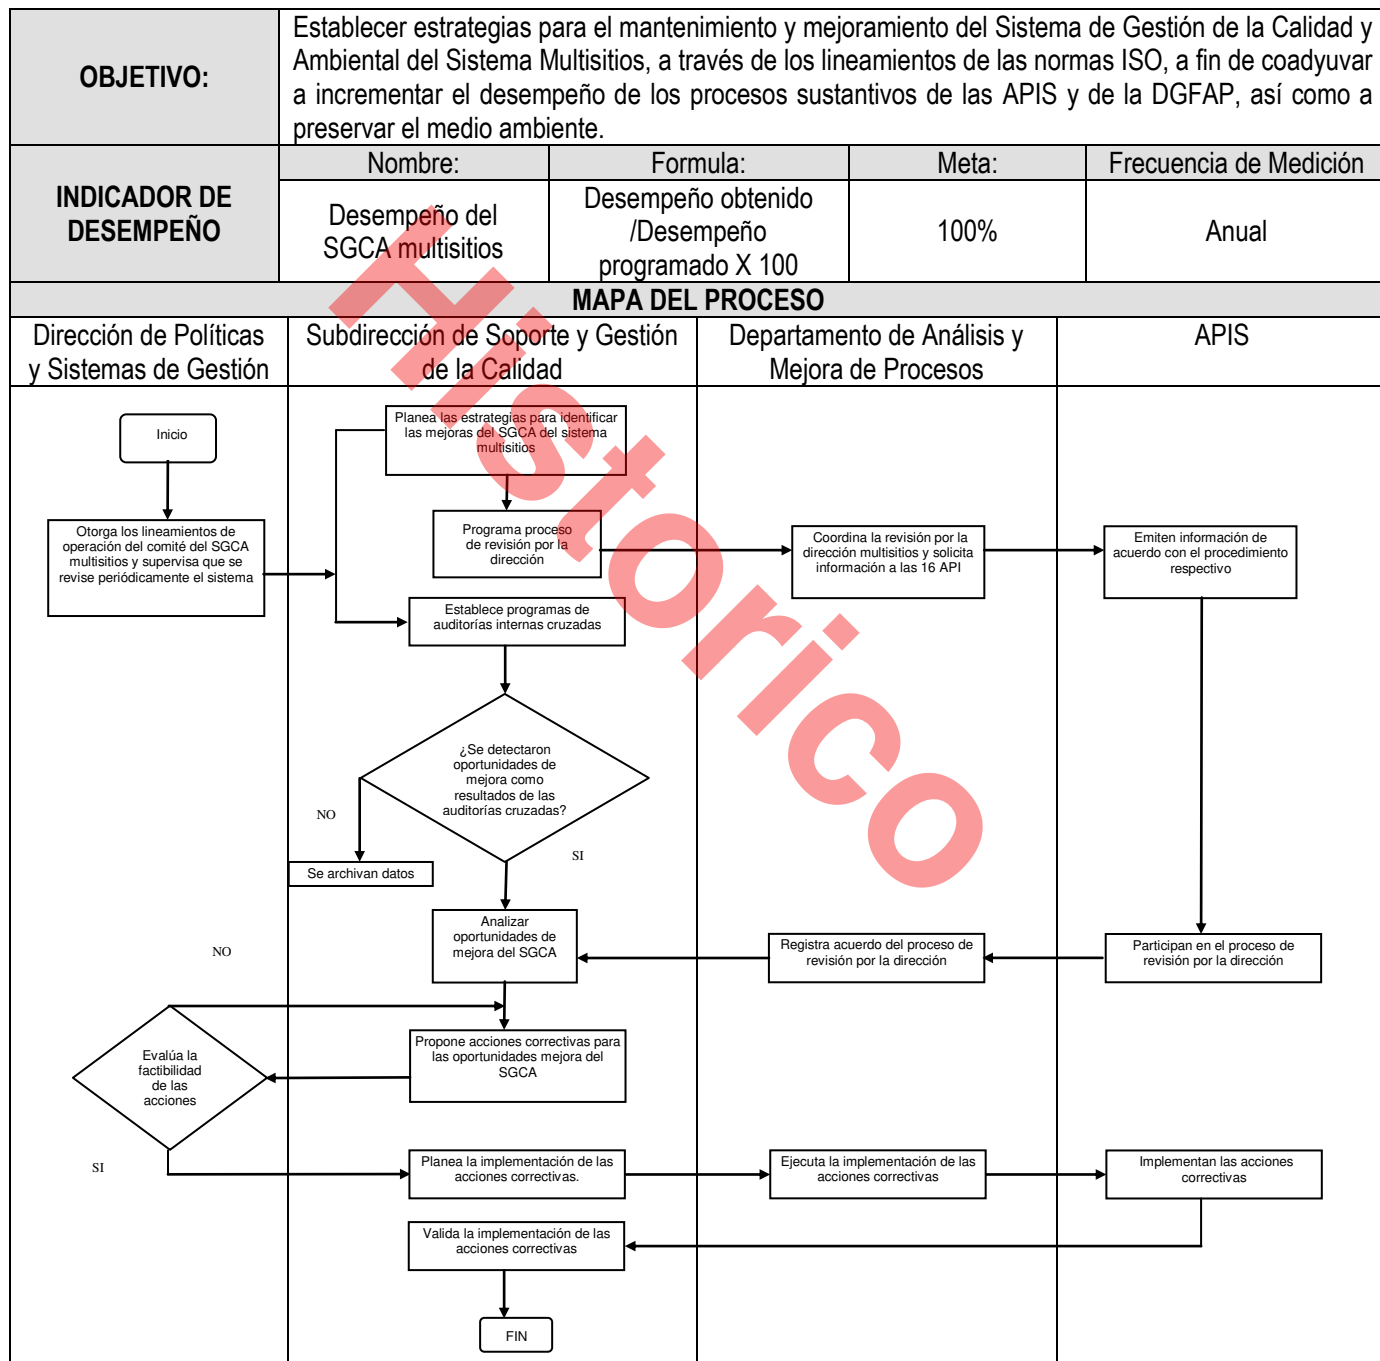 OBJETIVO:
Establecer estrategias para el mantenimiento y mejoramiento del Sistema de Gestión de la Calidad y
Ambiental del Sistema Multisitios, a través de los lineamientos de las normas ISO, a fin de coadyuvar
a incrementar el desempeño de los procesos sustantivos de las APIS y de la DGFAP, así como a
preservar el medio ambiente.
INDICADOR DE
DESEMPEÑO
Nombre:
Formula:
Meta:
Frecuencia de Medición
Desempeño del
SGCA multisitios
Desempeño obtenido
/Desempeño
programado X 100
100%
Anual
MAPA DEL PROCESO
Dirección de Políticas
y Sistemas de Gestión
Subdirección de Soporte y Gestión
de la Calidad
Departamento de Análisis y
Mejora de Procesos
APIS
Inicio
Planea las estrategias para identificar
las mejoras del SGCA del sistema
multisitios
Otorga los lineamientos de
operación del comité del SGCA
multisitios y supervisa que se
revise periódicamente el sistema
Programa proceso
de revisión por la
dirección
Coordina la revisión por la
dirección multisitios y solicita
información a las 16 API
Emiten información de
acuerdo con el procedimiento
respectivo
Establece programas de
auditorías internas cruzadas
¿Se detectaron
oportunidades de
mejora como
resultados de las
auditorías cruzadas?
NO
SI
Se archivan datos
Analizar
oportunidades de
mejora del SGCA
Registra acuerdo del proceso de
revisión por la dirección
Participan en el proceso de
revisión por la dirección
NO
Evalúa la
factibilidad
de las
acciones
Propone acciones correctivas para
las oportunidades mejora del
SGCA
SI
Planea la implementación de las
acciones correctivas.
Ejecuta la implementación de las
acciones correctivas
Implementan las acciones
correctivas
Valida la implementación de las
acciones correctivas
FIN
Historico